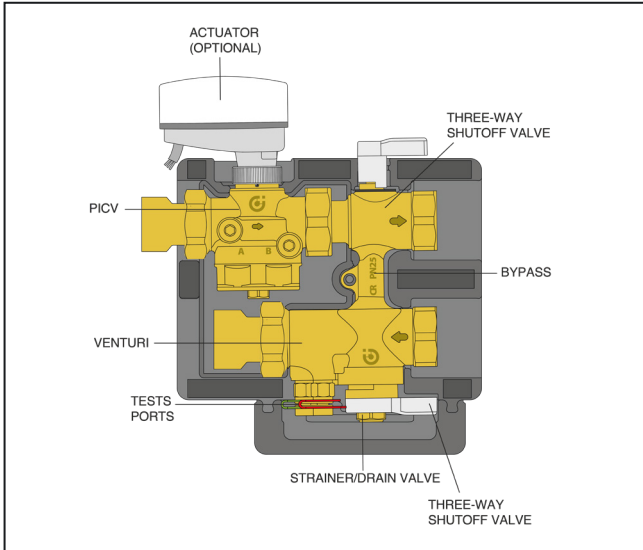 ACTUATOR
(OPTIONAL)
THREE-WAY
SHUTOFF VALVE
PICV
A B
CR PN25
BYPASS
VENTURI
TESTS
PORTS
STRAINER/DRAIN VALVE
THREE-WAY
SHUTOFF VALVE